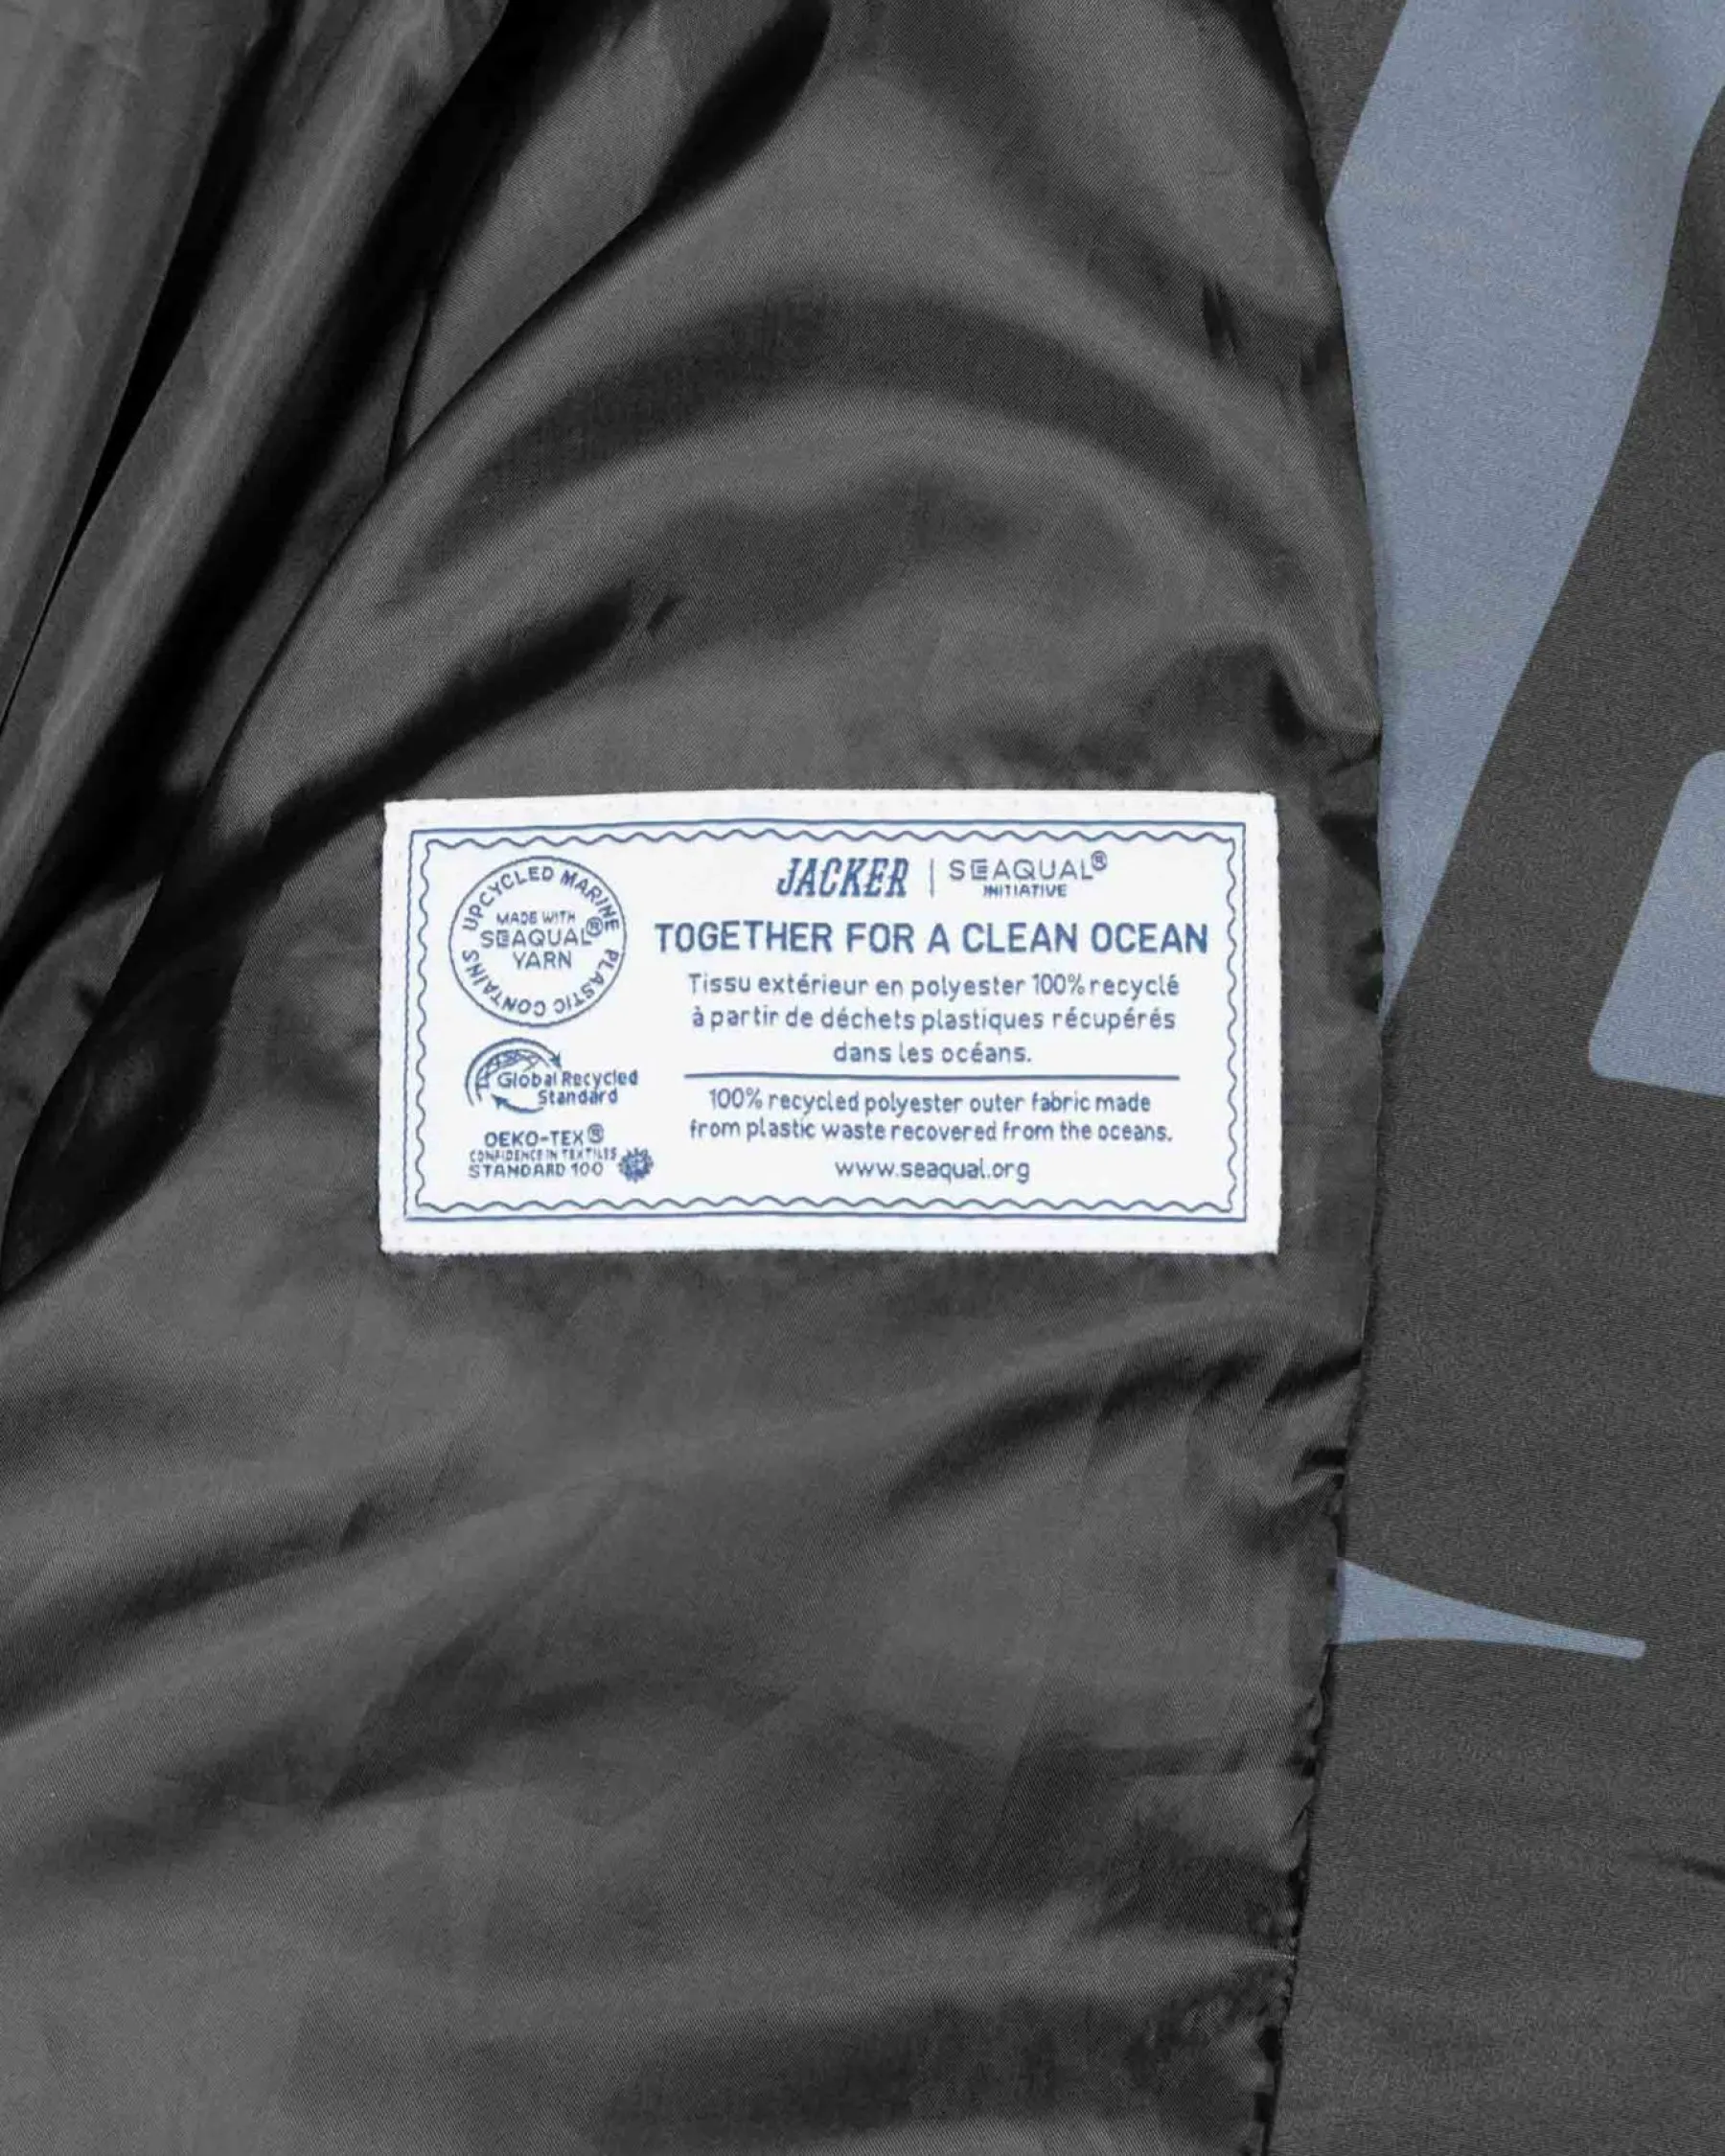 CONTAINS UPCYCLED MARINE PLASTIC
MADE WITH
SEAQUAL®
YARN
Global Recycled
Standard
OEKO-TEX®
CONFIDENCE IN TEXTILES
STANDARD 100
JACKER | SEAQUAL®
INITIATIVE
TOGETHER FOR A CLEAN OCEAN
Tissu extérieur en polyester 100% recyclé
à partir de déchets plastiques récupérés
dans les océans.
100% recycled polyester outer fabric made
from plastic waste recovered from the oceans.
www.seaqual.org